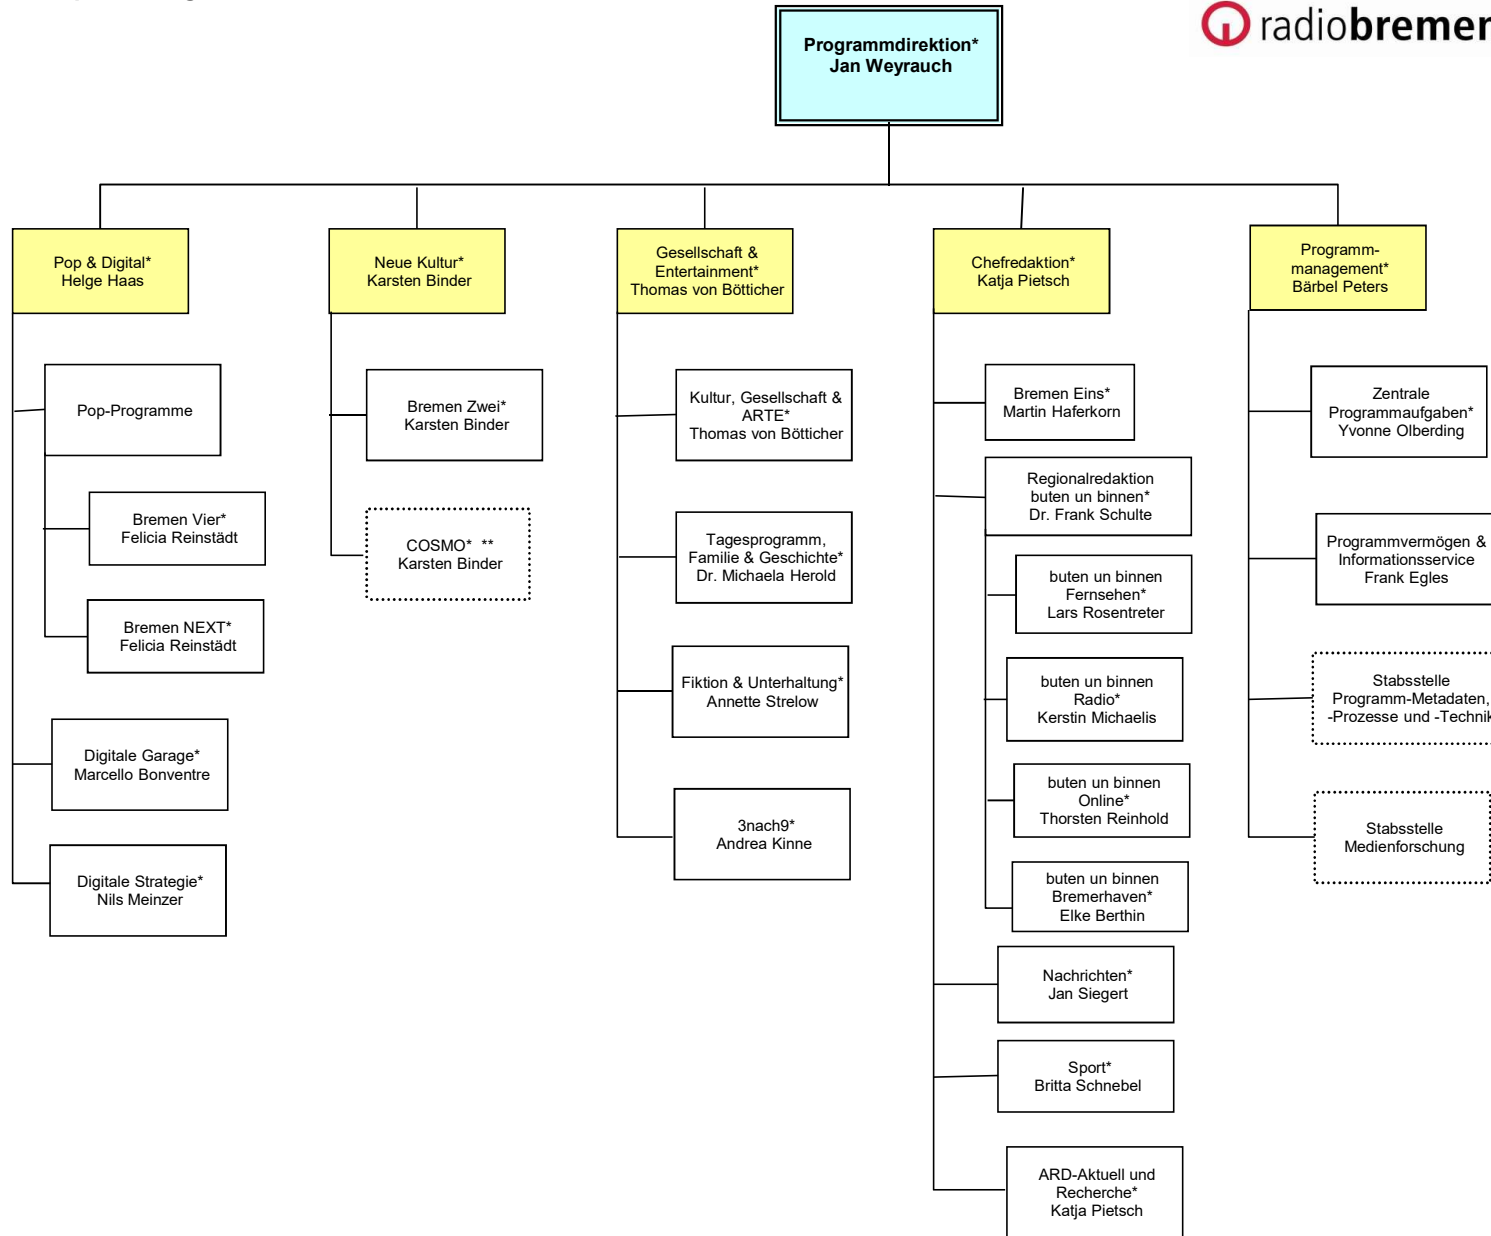 radiobremen
Programmdirektion*
Jan Weyrauch
Pop & Digital*
Helge Haas
Pop-Programme
Bremen Vier*
Felicia Reinstädt
Bremen NEXT*
Felicia Reinstädt
Digitale Garage*
Marcello Bonventre
Digitale Strategie*
Nils Meinzer
Neue Kultur*
Karsten Binder
Bremen Zwei*
Karsten Binder
COSMO* **
Karsten Binder
Gesellschaft &
Entertainment*
Thomas von Bötticher
Kultur, Gesellschaft &
ARTE*
Thomas von Bötticher
Tagesprogramm,
Familie & Geschichte*
Dr. Michaela Herold
Fiktion & Unterhaltung*
Annette Strelow
3nach9*
Andrea Kinne
Chefredaktion*
Katja Pietsch
Bremen Eins*
Martin Haferkorn
Regionalredaktion
buten un binnen*
Dr. Frank Schulte
buten un binnen
Fernsehen*
Lars Rosentreter
buten un binnen
Radio*
Kerstin Michaelis
buten un binnen
Online*
Thorsten Reinhold
buten un binnen
Bremerhaven*
Elke Berthin
Nachrichten*
Jan Siegert
Sport*
Britta Schnebel
ARD-Aktuell und
Recherche*
Katja Pietsch
Programm-
management*
Bärbel Peters
Zentrale
Programmaufgaben*
Yvonne Olberding
Programmvermögen &
Informationsservice
Frank Egles
Stabsstelle
Programm-Metadaten,
-Prozesse und -Technik
Stabsstelle
Medienforschung